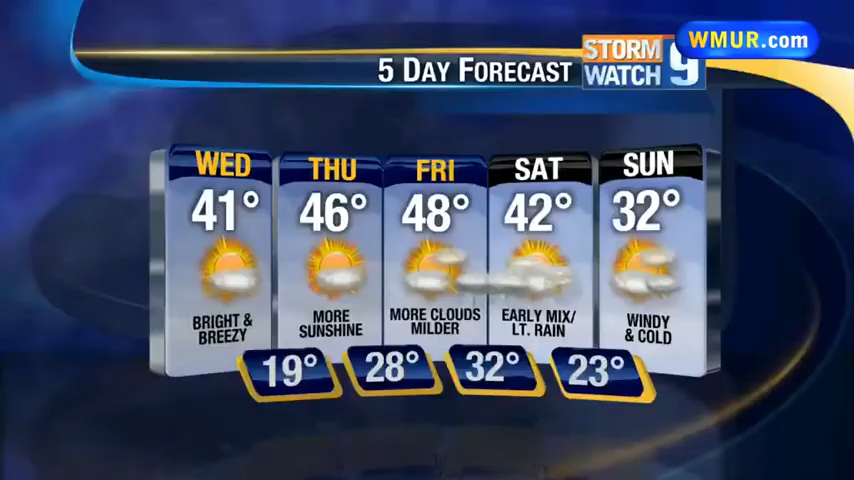 WMUR.com
5 DAY FORECAST
STORM
WATCH 9
WED
41°
BRIGHT &
BREEZY
THU
46°
MORE
SUNSHINE
FRI
48°
MORE CLOUDS
MILDER
SAT
42°
EARLY MIX/
LT. RAIN
SUN
32°
WINDY
& COLD
19°
28°
32°
23°